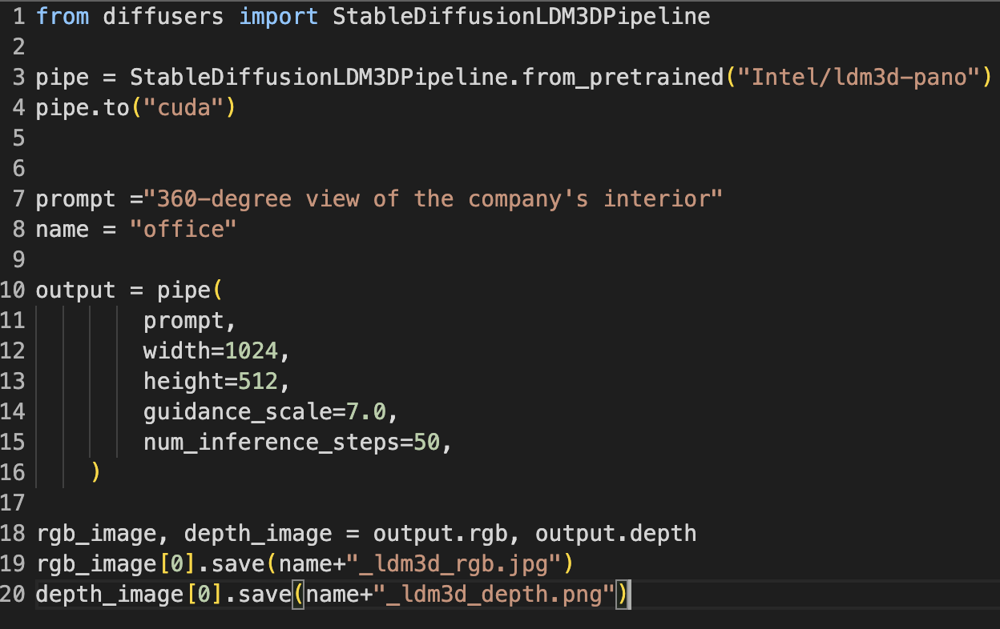 1 from diffusers import StableDiffusionLDM3DPipeline
2
3 pipe = StableDiffusionLDM3DPipeline.from_pretrained("Intel/ldm3d-pano")
4 pipe.to("cuda")
5
6
7 prompt ="360-degree view of the company's interior"
8 name = "office"
9
10 output = pipe(
11         prompt,
12         width=1024,
13         height=512,
14         guidance_scale=7.0,
15         num_inference_steps=50,
16     )
17
18 rgb_image, depth_image = output.rgb, output.depth
19 rgb_image[0].save(name+"_ldm3d_rgb.jpg")
20 depth_image[0].save(name+"_ldm3d_depth.png")